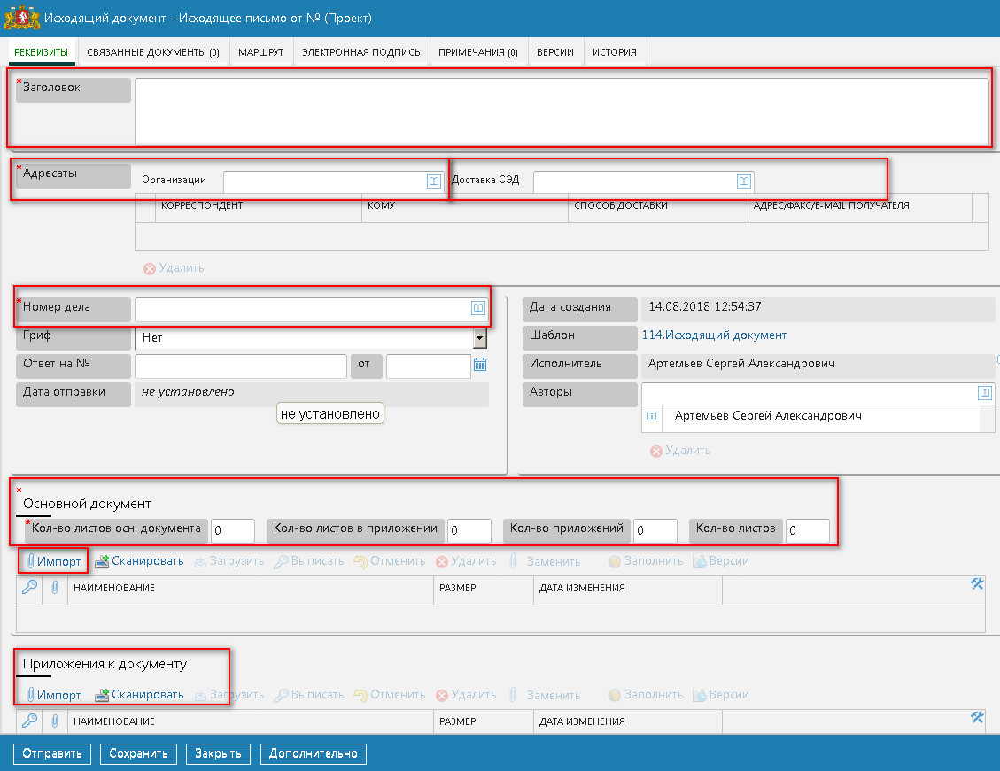 Исходящий документ - Исходящее письмо от № (Проект)
РЕКВИЗИТЫ СВЯЗАННЫЕ ДОКУМЕНТЫ (0) МАРШРУТ ЭЛЕКТРОННАЯ ПОДПИСЬ ПРИМЕЧАНИЯ (0) ВЕРСИИ ИСТОРИЯ
*Заголовок
*Адресаты Организации Доставка СЭД
КОРРЕСПОНДЕНТ КОМУ СПОСОБ ДОСТАВКИ АДРЕС/ФАКС/E-MAIL ПОЛУЧАТЕЛЯ
Удалить
*Номер дела
Гриф Нет
Ответ на № от
Дата отправки не установлено
не установлено
Дата создания 14.08.2018 12:54:37
Шаблон 114.Исходящий документ
Исполнитель Артемьев Сергей Александрович
Авторы
Артемьев Сергей Александрович
Удалить
*
Основной документ
*Кол-во листов осн. документа 0 Кол-во листов в приложении 0 Кол-во приложений 0 Кол-во листов 0
Импорт Сканировать Загрузить Выписать Отменить Удалить Заменить Заполнить Версии
НАИМЕНОВАНИЕ РАЗМЕР ДАТА ИЗМЕНЕНИЯ
Приложения к документу
Импорт Сканировать Загрузить Выписать Отменить Удалить Заменить Заполнить Версии
НАИМЕНОВАНИЕ РАЗМЕР ДАТА ИЗМЕНЕНИЯ
Отправить Сохранить Закрыть Дополнительно